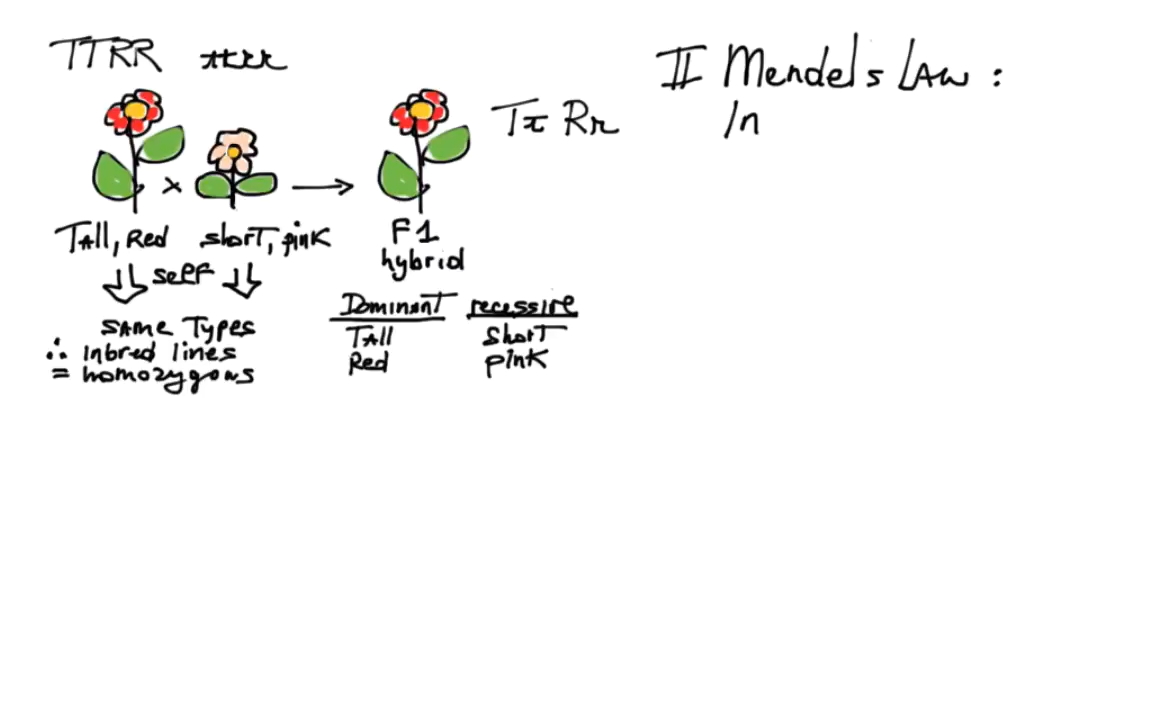 TTRR ttrr
II Mendel's Law :
In
Tt Rr
x →
Tall, Red short, pink
F1
hybrid
self
Dominant recessive
Tall Short
Red pink
same Types
∴ Inbred lines
= homozygous